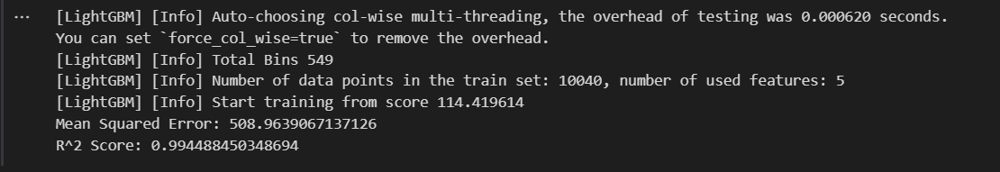 [LightGBM] [Info] Auto-choosing col-wise multi-threading, the overhead of testing was 0.000620 seconds.
You can set `force_col_wise=true` to remove the overhead.
[LightGBM] [Info] Total Bins 549
[LightGBM] [Info] Number of data points in the train set: 10040, number of used features: 5
[LightGBM] [Info] Start training from score 114.419614
Mean Squared Error: 508.9639067137126
R^2 Score: 0.994488450348694